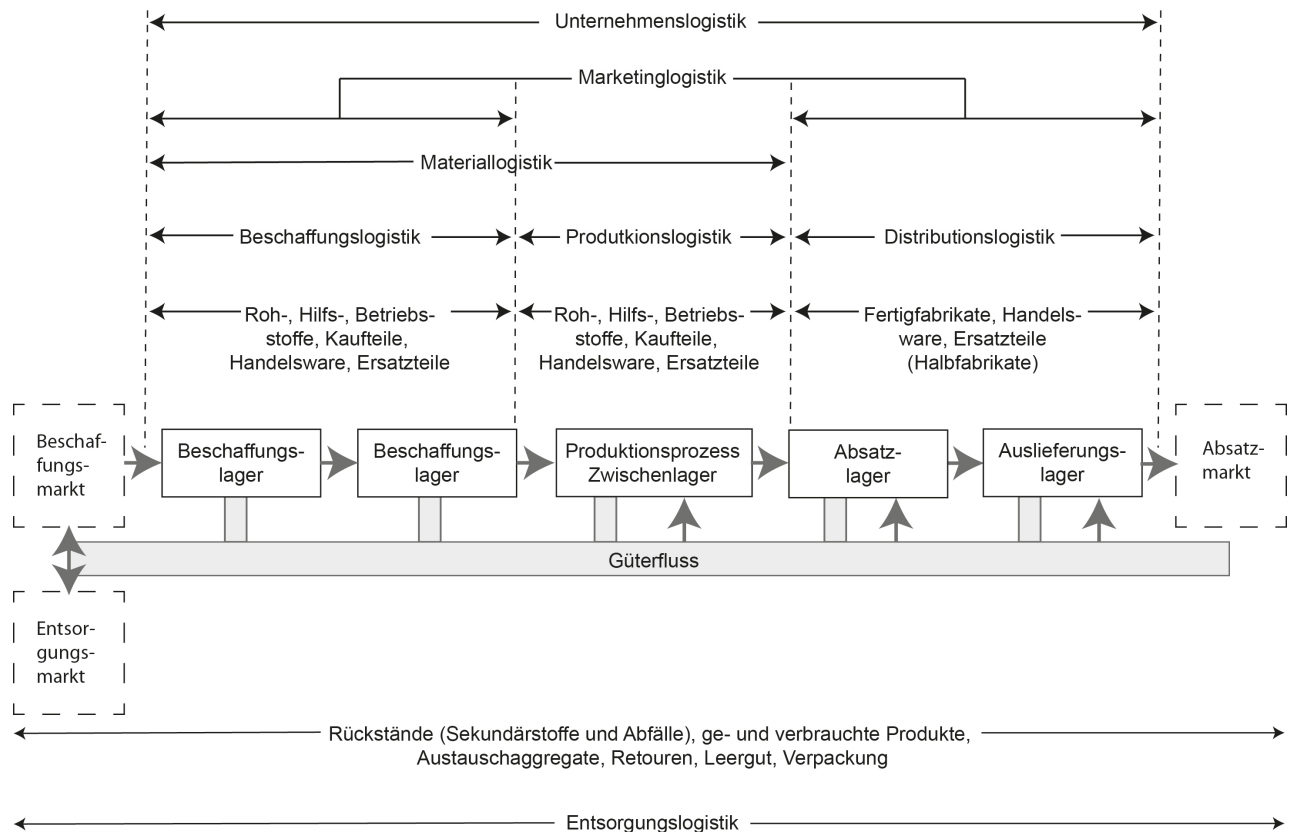 Unternehmenslogistik
Marketinglogistik
Materiallogistik
Beschaffungslogistik
Produtkionslogistik
Distributionslogistik
Roh-, Hilfs-, Betriebs-
stoffe, Kaufteile,
Handelsware, Ersatzteile
Roh-, Hilfs-, Betriebs-
stoffe, Kaufteile,
Handelsware, Ersatzteile
Fertigfabrikate, Handels-
ware, Ersatzteile
(Halbfabrikate)
Beschaf-
fungs-
markt
Beschaffungs-
lager
Beschaffungs-
lager
Produktionsprozess
Zwischenlager
Absatz-
lager
Auslieferungs-
lager
Absatz-
markt
Güterfluss
Entsor-
gungs-
markt
Rückstände (Sekundärstoffe und Abfälle), ge- und verbrauchte Produkte,
Austauschaggregate, Retouren, Leergut, Verpackung
Entsorgungslogistik